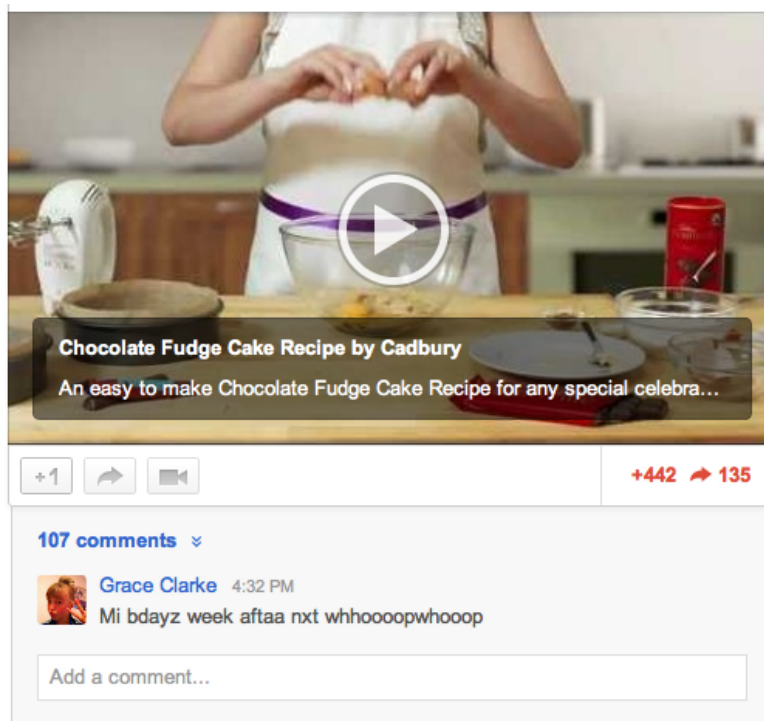 Chocolate Fudge Cake Recipe by Cadbury
An easy to make Chocolate Fudge Cake Recipe for any special celebra...
+1
+442 135
107 comments
Grace Clarke 4:32 PM
Mi bdayz week aftaa nxt whhoooopwhooop
Add a comment...